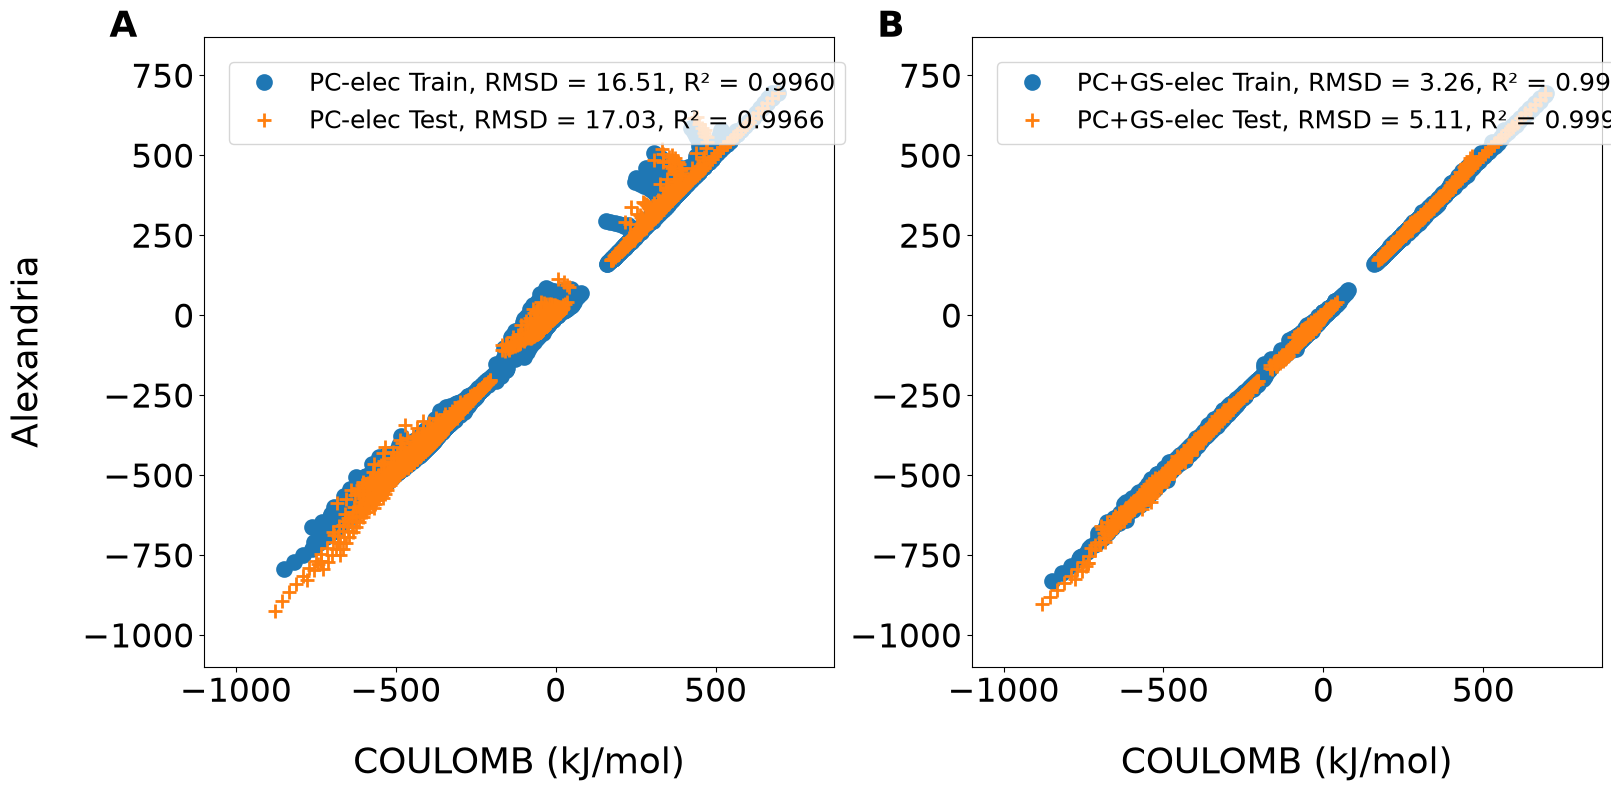 A
B
PC-elec Train, RMSD = 16.51, R² = 0.9960
PC-elec Test, RMSD = 17.03, R² = 0.9966
PC+GS-elec Train, RMSD = 3.26, R² = 0.99
PC+GS-elec Test, RMSD = 5.11, R² = 0.999
Alexandria
750
500
250
0
−250
−500
−750
−1000
−1000
−500
0
500
COULOMB (kJ/mol)
750
500
250
0
−250
−500
−750
−1000
−1000
−500
0
500
COULOMB (kJ/mol)